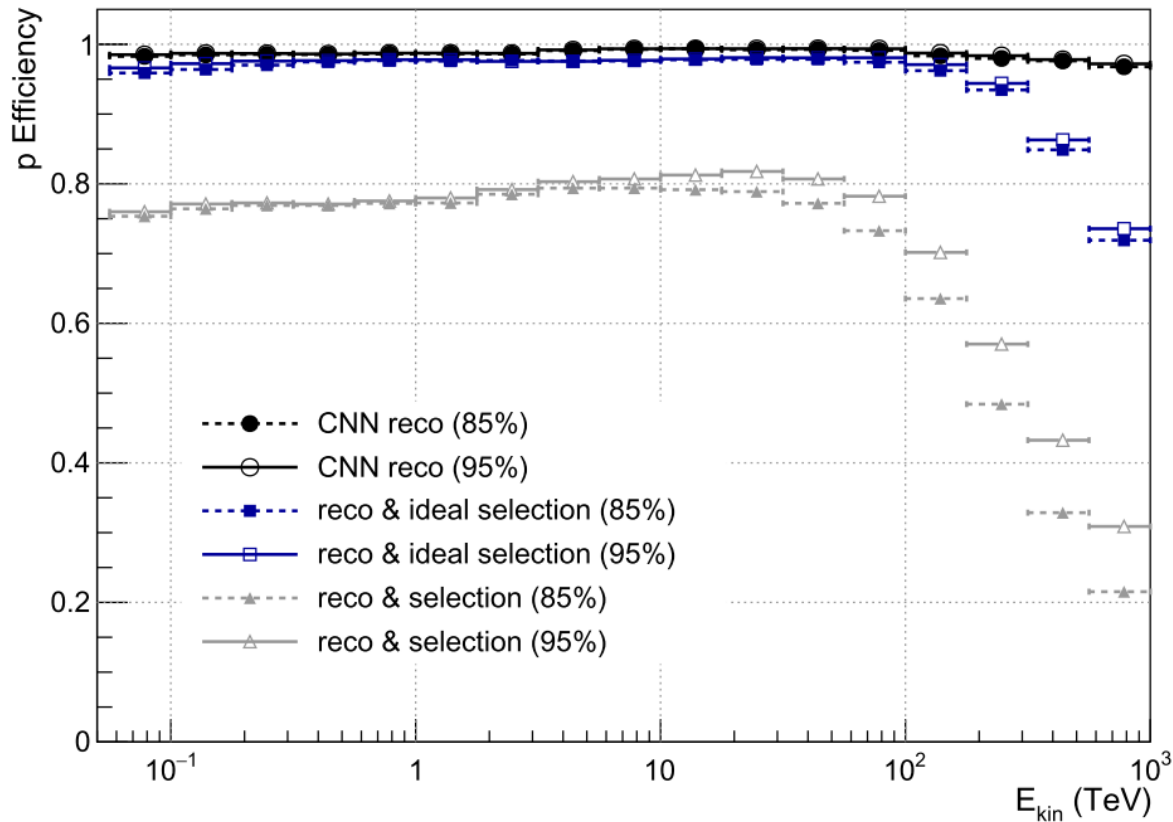 p Efficiency
1
0.8
0.6
0.4
0.2
0
CNN reco (85%)
CNN reco (95%)
reco & ideal selection (85%)
reco & ideal selection (95%)
reco & selection (85%)
reco & selection (95%)
10⁻¹ 1 10 10² 10³
E_kin (TeV)